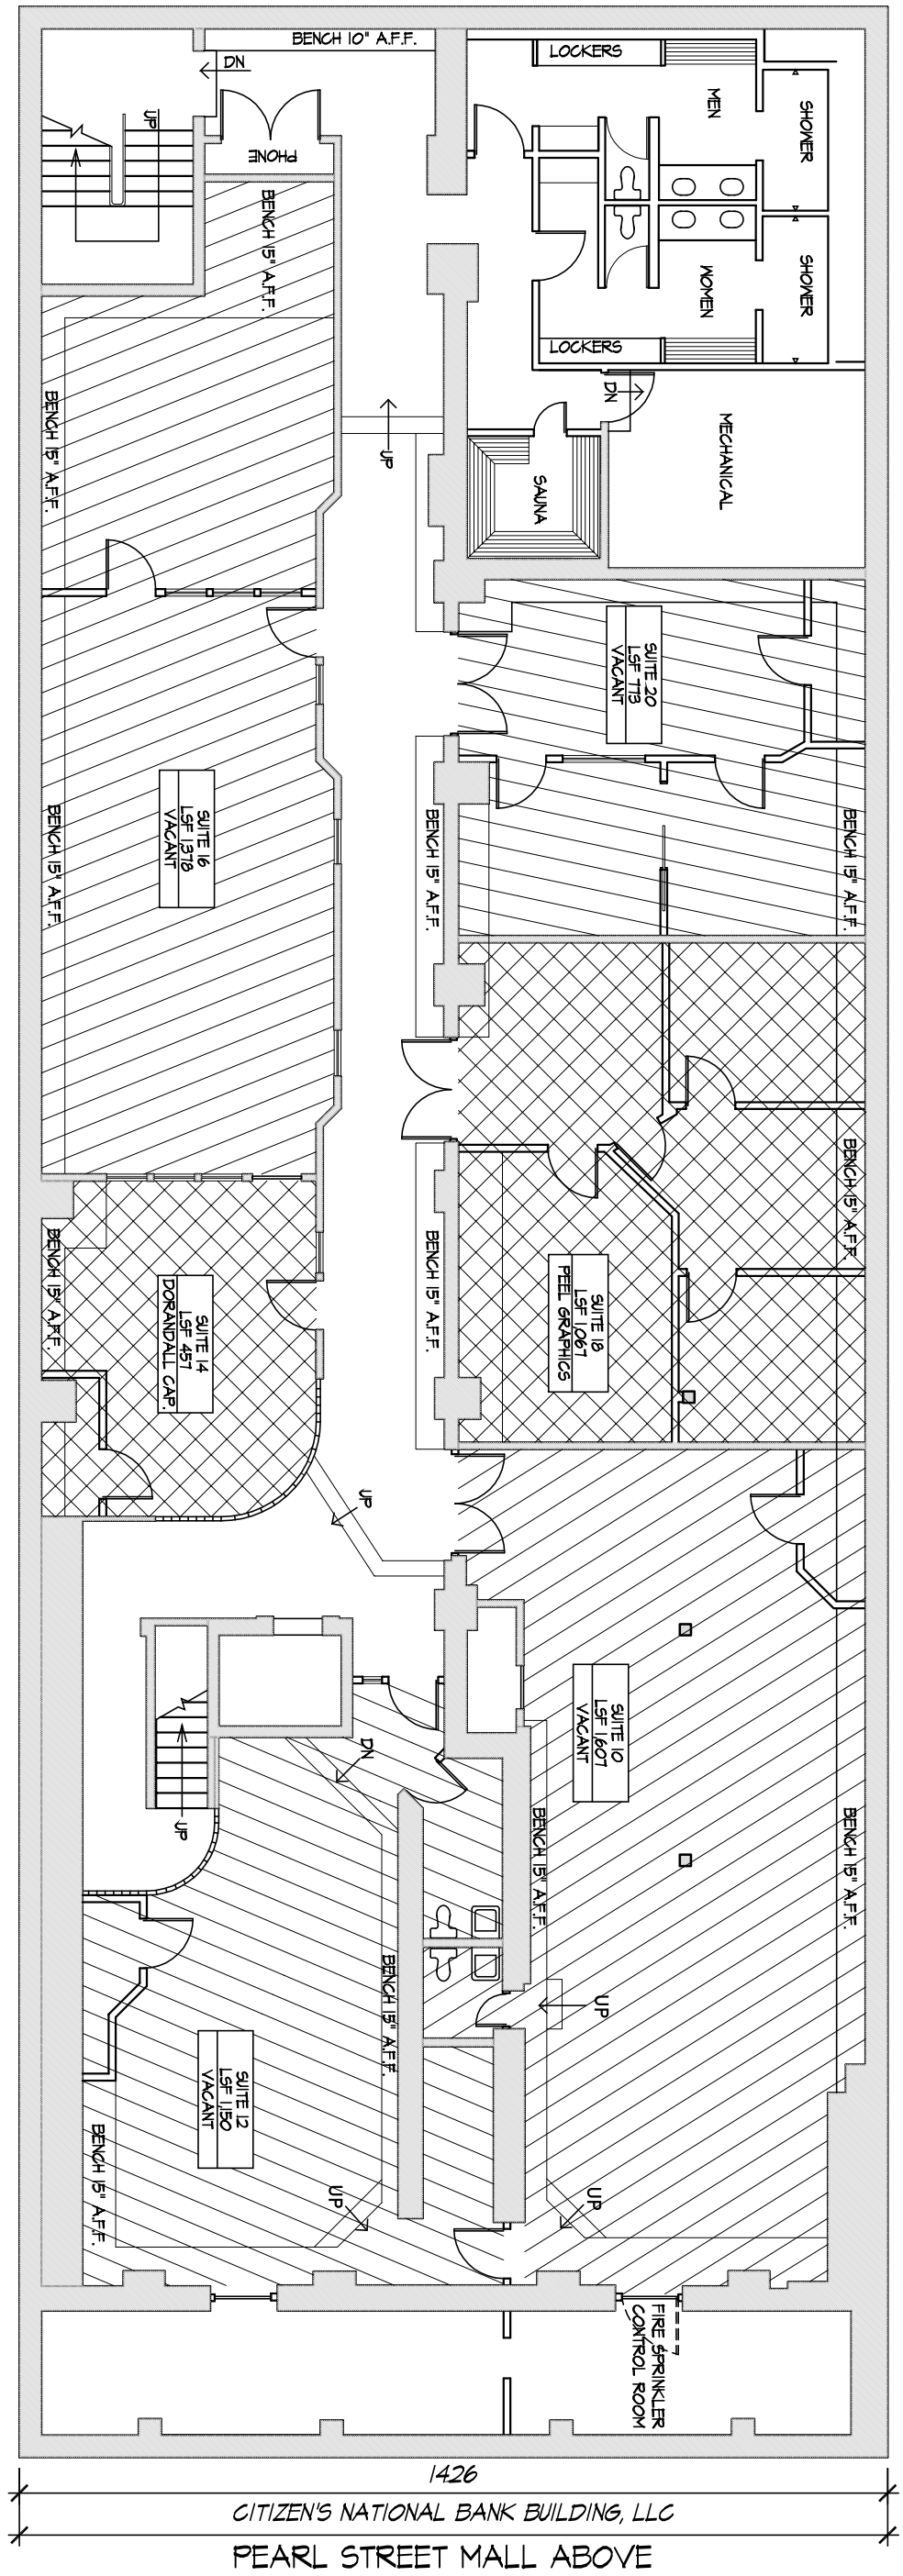 BENCH 10" A.F.F.
DN
UP
PHONE
LOCKERS
MEN
SHOWER
BENCH 15" A.F.F.
WOMEN
SHOWER
LOCKERS
DN
BENCH 15" A.F.F.
UP
SAUNA
MECHANICAL
SUITE 20
LSF 773
VACANT
SUITE 16
LSF 1,378
VACANT
BENCH 15" A.F.F.
BENCH 15" A.F.F.
BENCH 15" A.F.F.
BENCH 15" A.F.F.
BENCH 15" A.F.F.
BENCH 15" A.F.F.
SUITE 14
LSF 457
DORANDALL CAP.
SUITE 18
LSF 1,067
PEEL GRAPHICS
UP
SUITE 10
LSF 1,607
VACANT
DN
UP
BENCH 15" A.F.F.
BENCH 15" A.F.F.
BENCH 15" A.F.F.
UP
SUITE 12
LSF 1,150
VACANT
BENCH 15" A.F.F.
UP
UP
FIRE SPRINKLER
CONTROL ROOM
1426
CITIZEN'S NATIONAL BANK BUILDING, LLC
PEARL STREET MALL ABOVE